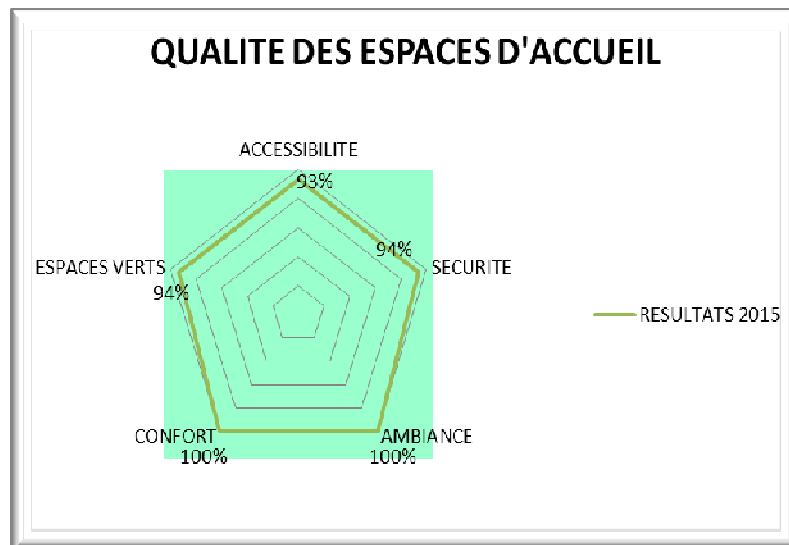 QUALITE DES ESPACES D'ACCUEIL
ACCESSIBILITE
93%
94%
SECURITE
ESPACES VERTS
94%
RESULTATS 2015
CONFORT
100%
AMBIANCE
100%